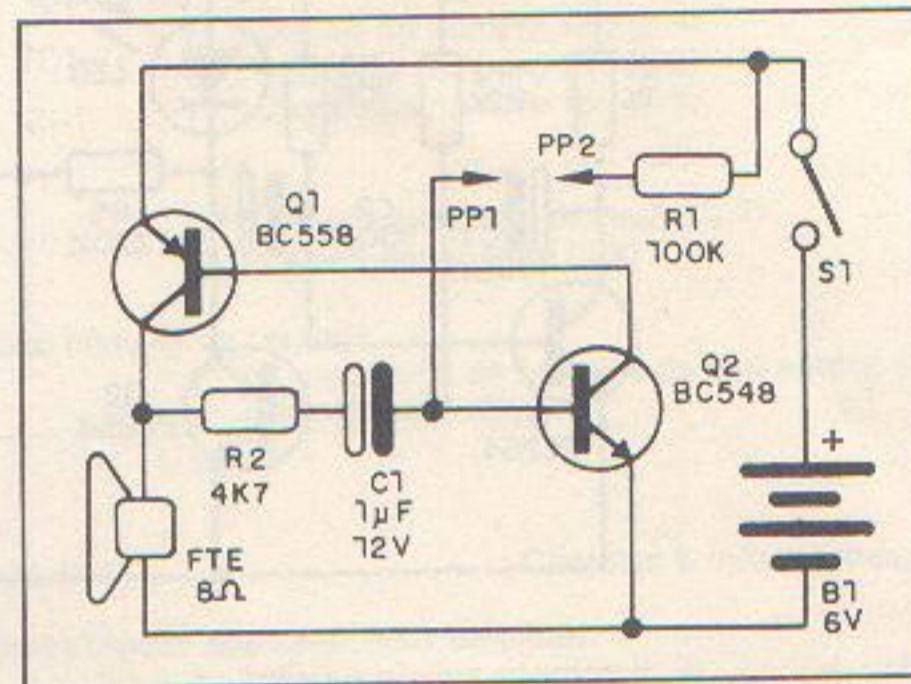 PP2
Q1
BC558
PP1
R1
100K
S1
Q2
BC548
R2
4K7
C1
1µF
12V
FTE
8Ω
+
B1
6V